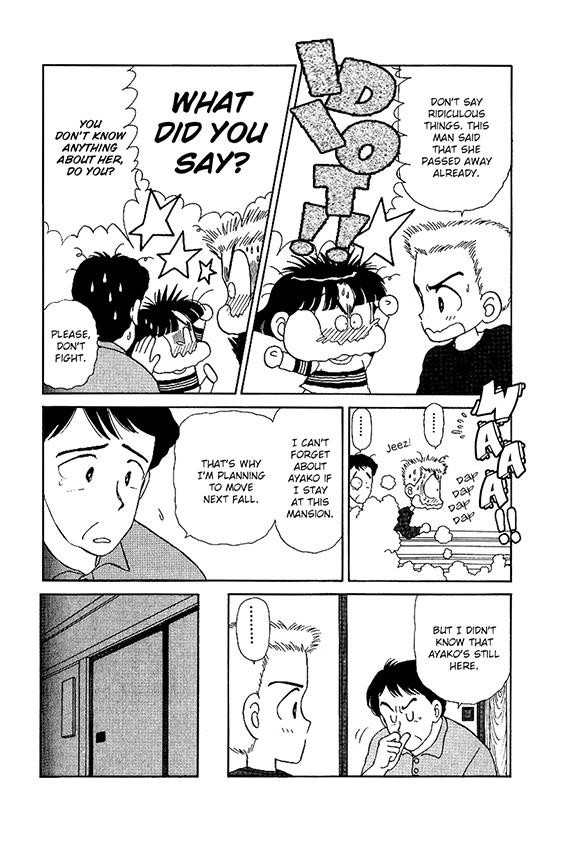 DON'T SAY
RIDICULOUS
THINGS. THIS
MAN SAID
THAT SHE
PASSED AWAY
ALREADY.
IDIOT!!
WHAT
DID YOU
SAY?
YOU
DON'T KNOW
ANYTHING
ABOUT HER,
DO YOU?
PLEASE,
DON'T
FIGHT.
WAAA!!
........
Jeez!
........
DAP
DAP
DAP
DAP
I CAN'T
FORGET
ABOUT
AYAKO IF
I STAY
AT THIS
MANSION.
THAT'S WHY
I'M PLANNING
TO MOVE
NEXT FALL.
BUT I DIDN'T
KNOW THAT
AYAKO'S STILL
HERE.
........